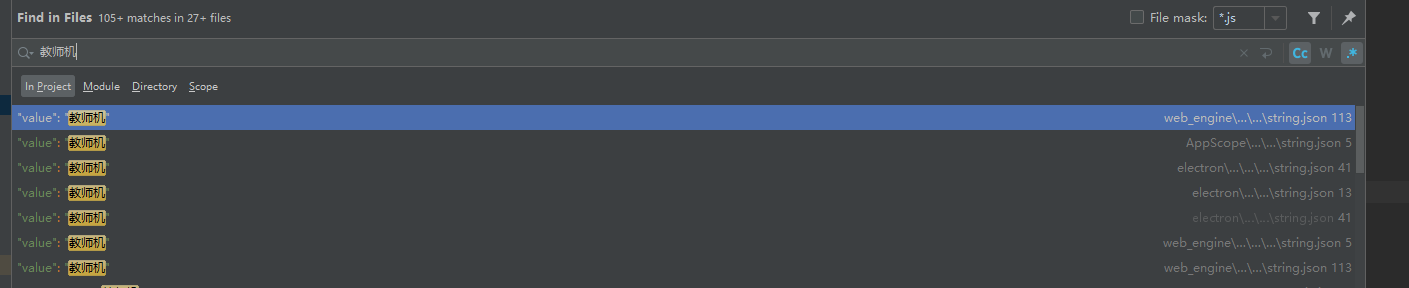 Find in Files 105+ matches in 27+ files File mask: *.js
教师机 Cc W .*
In Project Module Directory Scope
"value": "教师机" web_engine\...\...\string.json 113
"value": "教师机" AppScope\...\...\string.json 5
"value": "教师机" electron\...\...\string.json 41
"value": "教师机" electron\...\...\string.json 13
"value": "教师机" electron\...\...\string.json 41
"value": "教师机" web_engine\...\...\string.json 5
"value": "教师机" web_engine\...\...\string.json 113